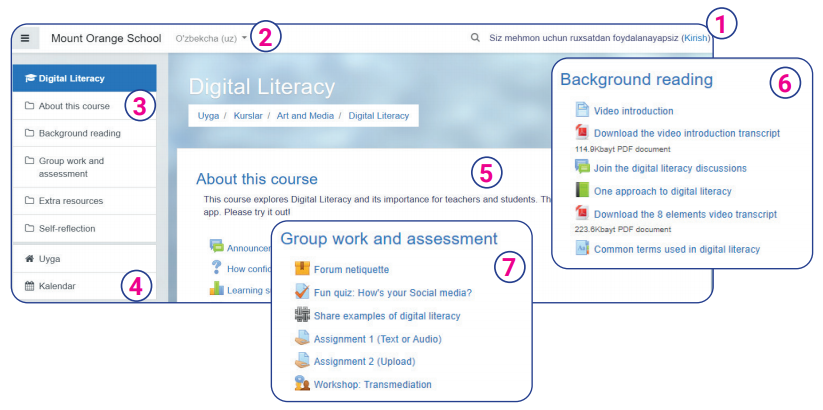 Mount Orange School O'zbekcha (uz) 2
Siz mehmon uchun ruxsatdan foydalanayapsiz (Kirish) 1
Digital Literacy
About this course 3
Background reading
Group work and
assessment
Extra resources
Self-reflection
Uyga
Kalendar 4
Digital Literacy
Uyga / Kurslar / Art and Media / Digital Literacy
5
About this course
This course explores Digital Literacy and its importance for teachers and students. Th
app. Please try it out!
Announcer
How confid
Learning s
Background reading 6
Video introduction
Download the video introduction transcript
114.9Kbayt PDF document
Join the digital literacy discussions
One approach to digital literacy
Download the 8 elements video transcript
223.6Kbayt PDF document
Common terms used in digital literacy
Group work and assessment
7
Forum netiquette
Fun quiz: How's your Social media?
Share examples of digital literacy
Assignment 1 (Text or Audio)
Assignment 2 (Upload)
Workshop: Transmediation